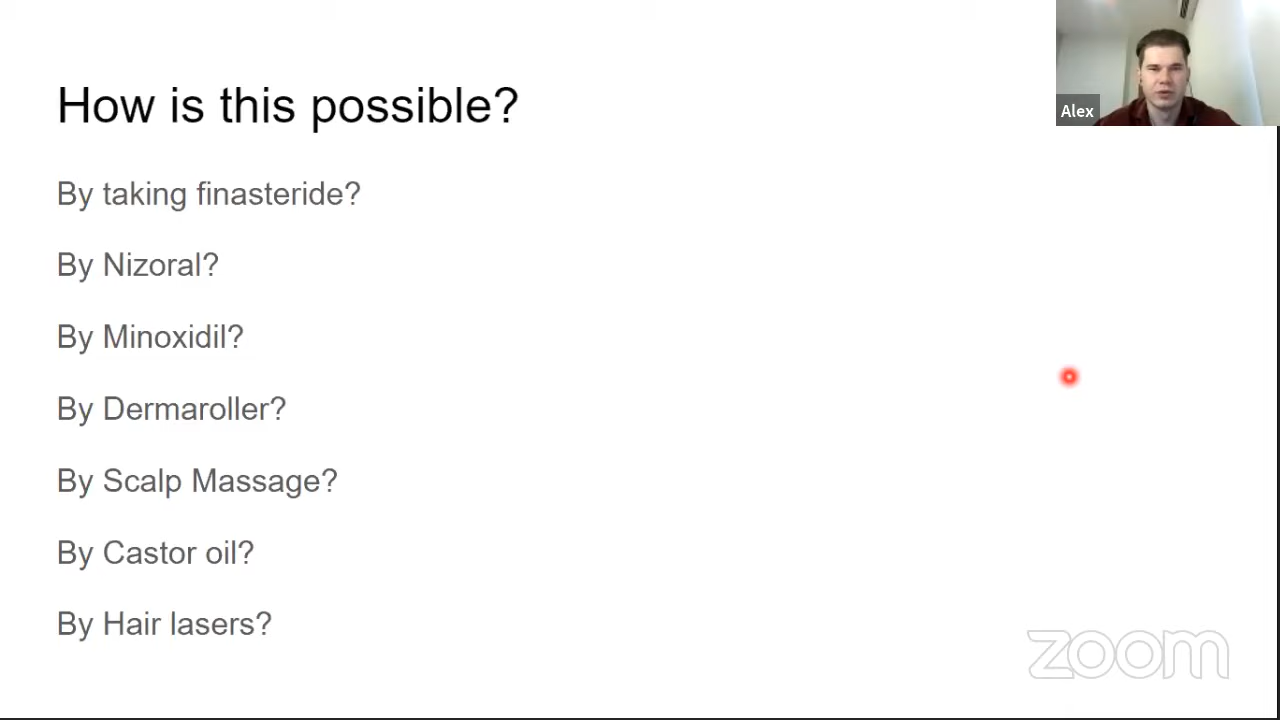 How is this possible?
Alex
By taking finasteride?
By Nizoral?
By Minoxidil?
By Dermaroller?
By Scalp Massage?
By Castor oil?
By Hair lasers?
zoom